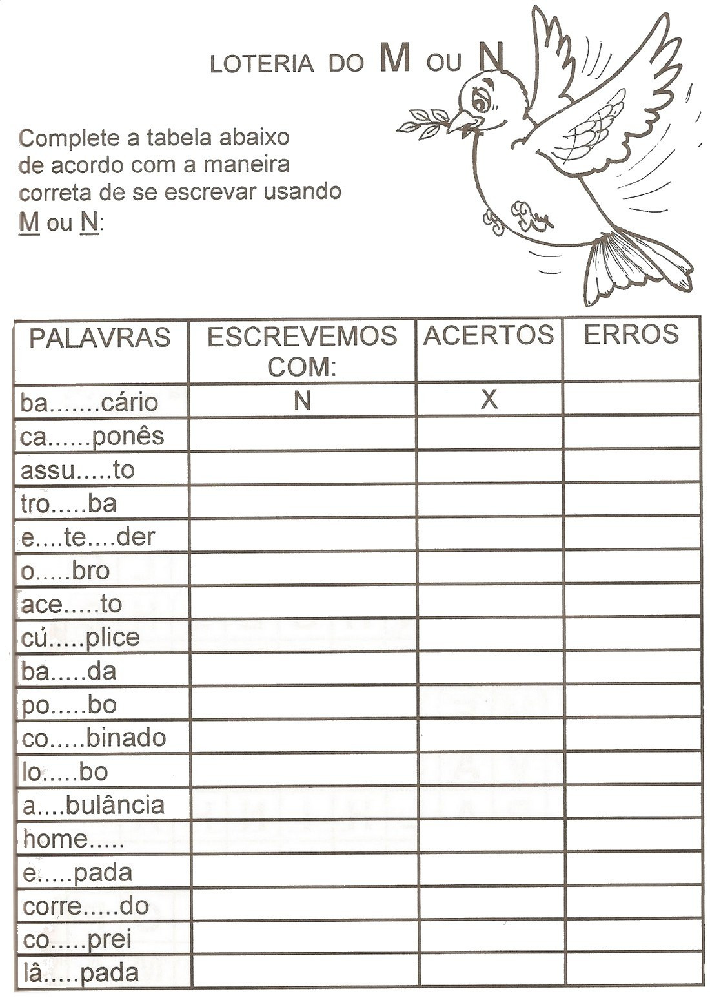 LOTERIA DO M OU N
Complete a tabela abaixo
de acordo com a maneira
correta de se escrevar usando
M ou N:
PALAVRAS ESCREVEMOS COM: ACERTOS ERROS
ba.......cário N X
ca......ponês
assu.....to
tro.....ba
e....te....der
o.....bro
ace.....to
cú.....plice
ba.....da
po.....bo
co.....binado
lo.....bo
a....bulância
home.....
e.....pada
corre.....do
co.....prei
lâ.....pada